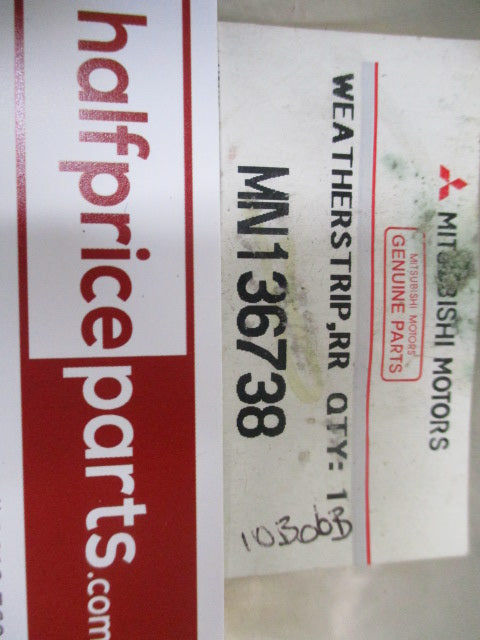 MITSUBISHI MOTORS
MITSUBISHI MOTORS
GENUINE PARTS
WEATHERSTRIP,RR QTY: 1
MN136738
10306B
halfpriceparts.com